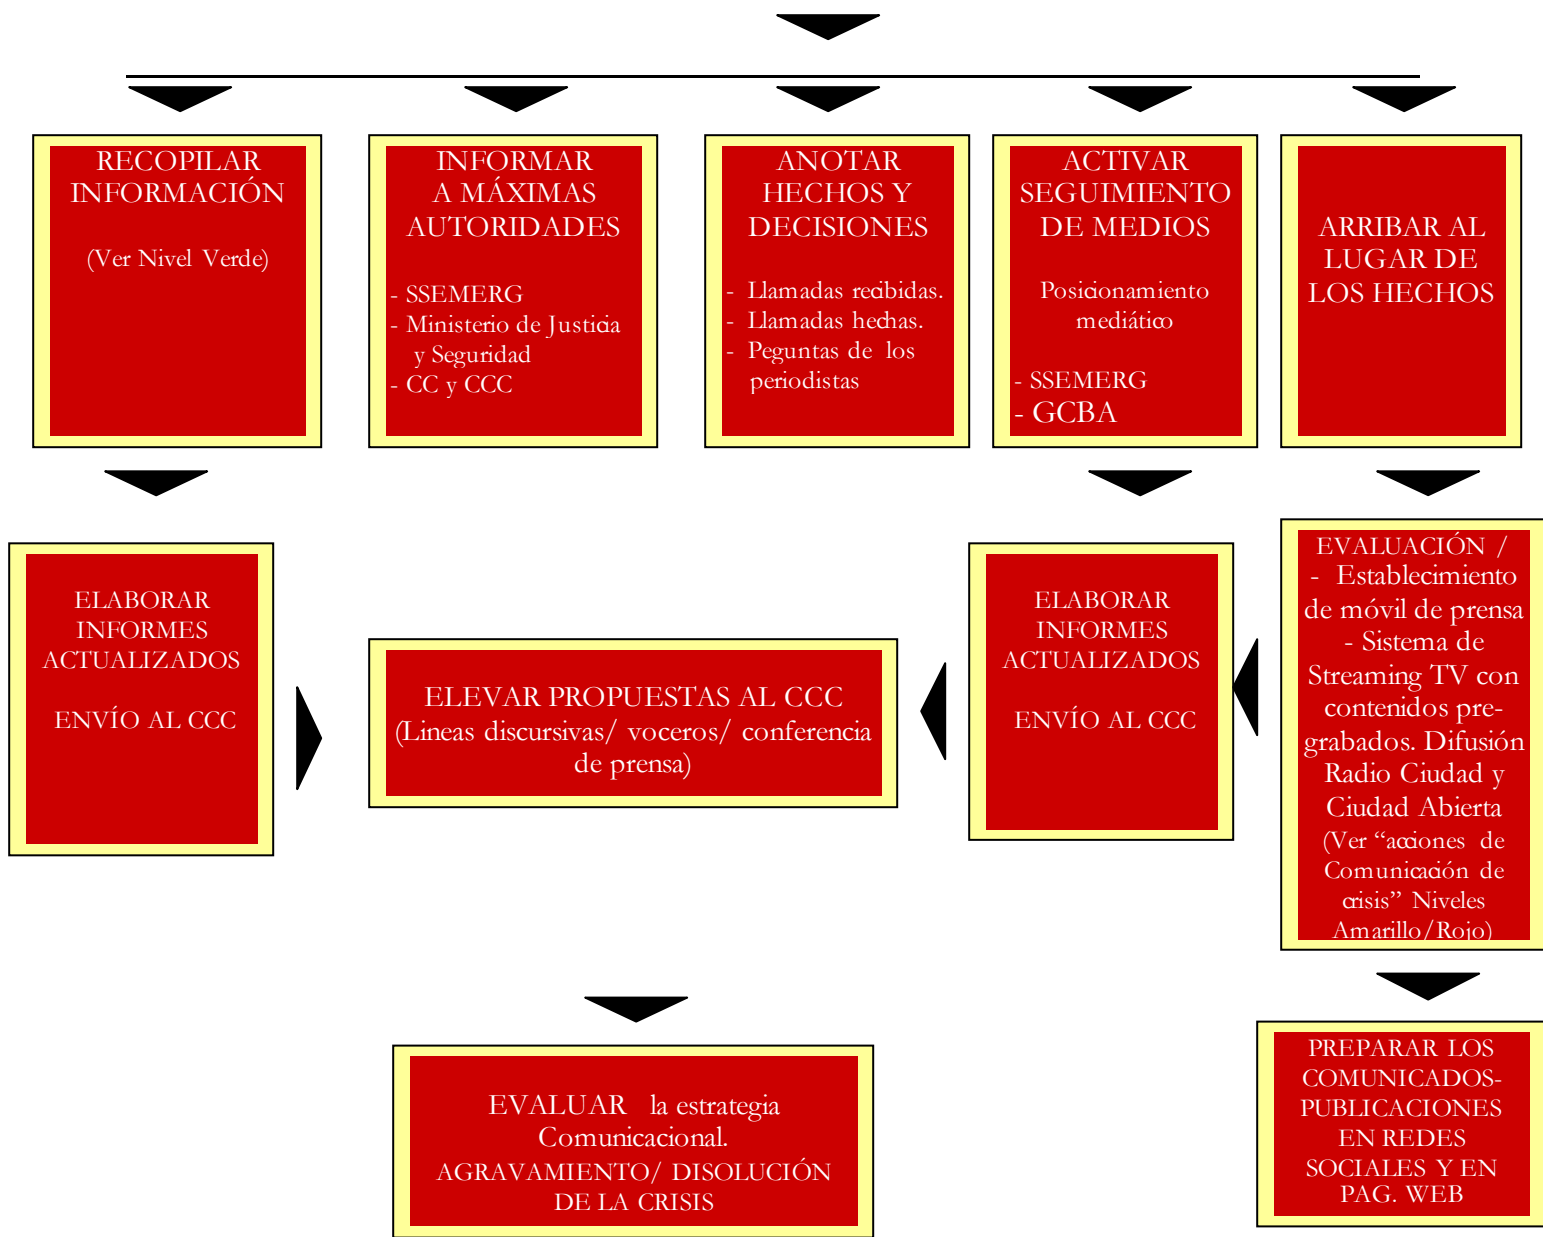 RECOPILAR
INFORMACIÓN
(Ver Nivel Verde)
INFORMAR
A MÁXIMAS
AUTORIDADES
- SSEMERG
- Ministerio de Justicia
y Seguridad
- CC y CCC
ANOTAR
HECHOS Y
DECISIONES
- Llamadas recibidas.
- Llamadas hechas.
- Peguntas de los
periodistas
ACTIVAR
SEGUIMIENTO
DE MEDIOS
Posicionamiento
mediático
- SSEMERG
- GCBA
ARRIBAR AL
LUGAR DE
LOS HECHOS
ELABORAR
INFORMES
ACTUALIZADOS
ENVÍO AL CCC
ELEVAR PROPUESTAS AL CCC
(Lineas discursivas/ voceros/ conferencia
de prensa)
ELABORAR
INFORMES
ACTUALIZADOS
ENVÍO AL CCC
EVALUACIÓN /
- Establecimiento
de móvil de prensa
- Sistema de
Streaming TV con
contenidos pre-
grabados. Difusión
Radio Ciudad y
Ciudad Abierta
(Ver “acciones de
Comunicación de
crisis” Niveles
Amarillo/Rojo)
EVALUAR la estrategia
Comunicacional.
AGRAVAMIENTO/ DISOLUCIÓN
DE LA CRISIS
PREPARAR LOS
COMUNICADOS-
PUBLICACIONES
EN REDES
SOCIALES Y EN
PAG. WEB